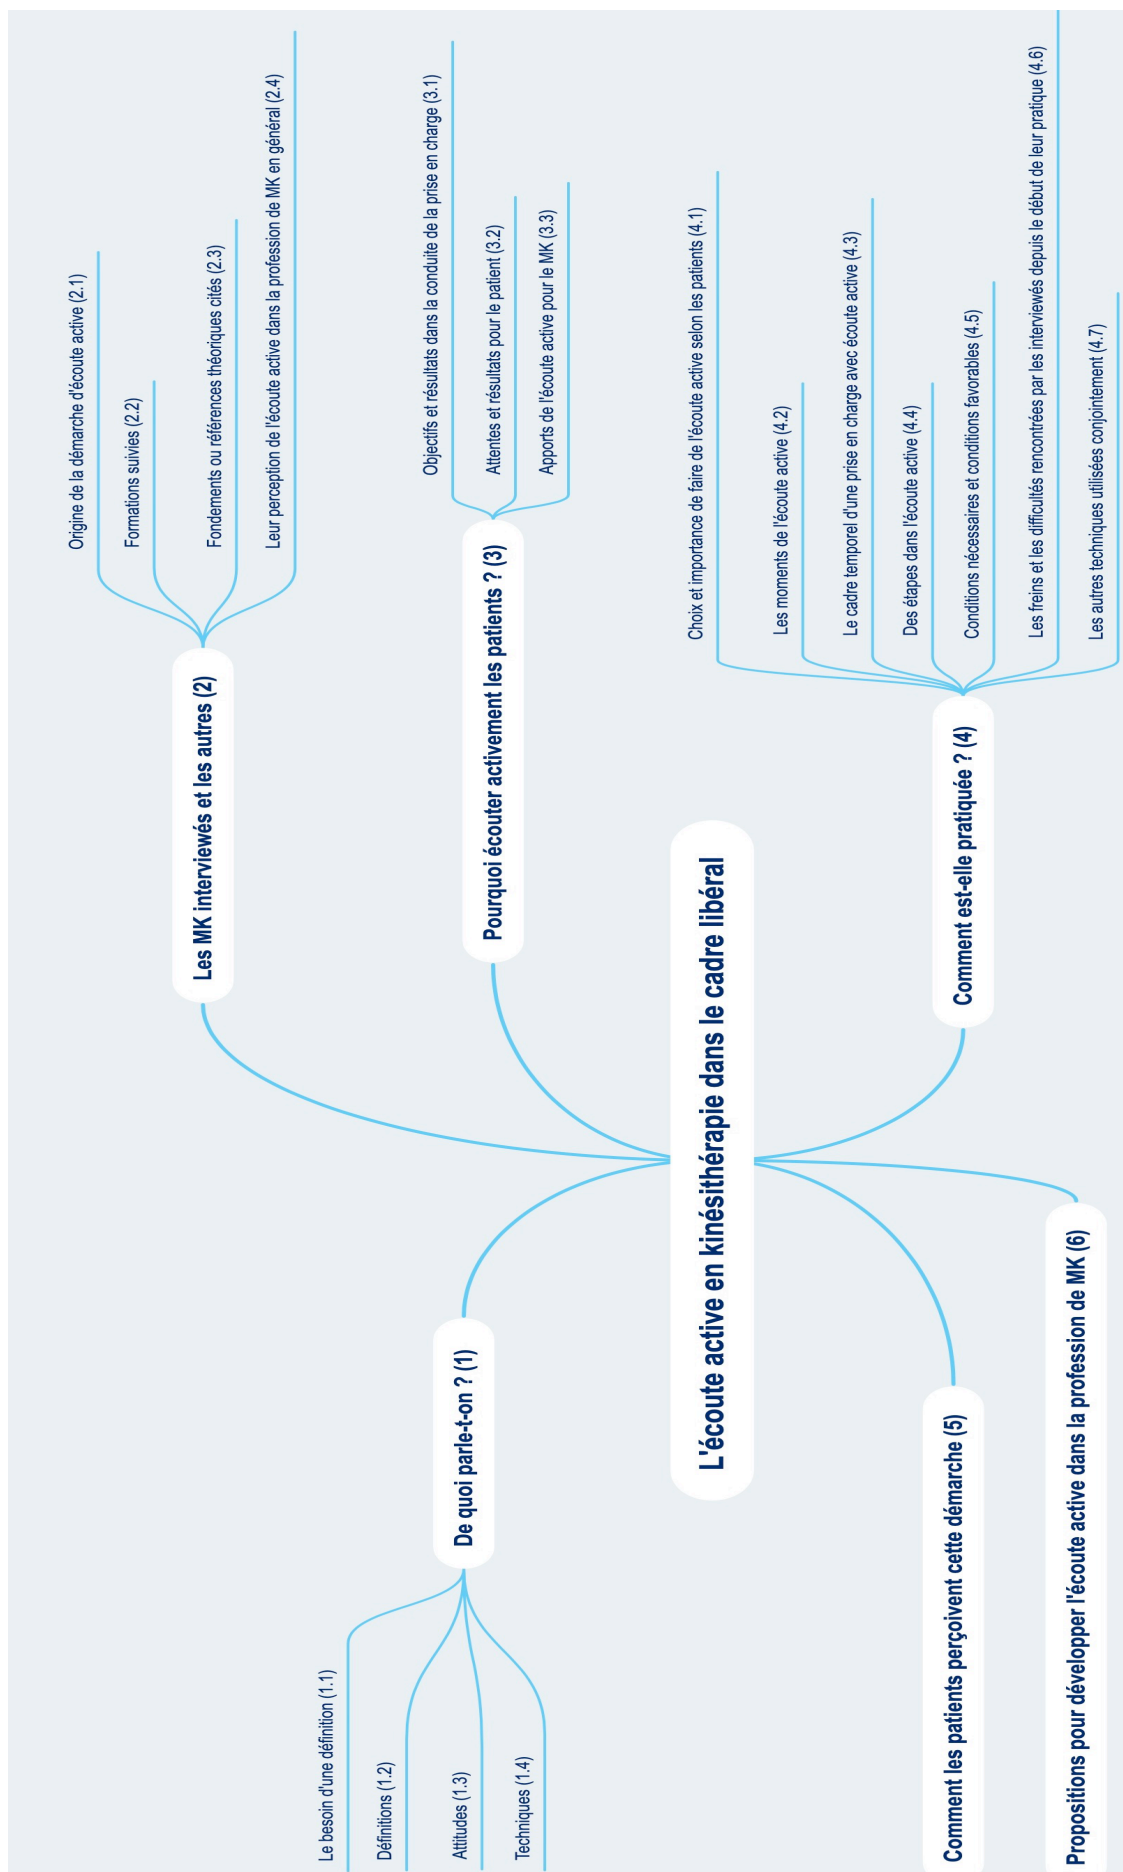 L'écoute active en kinésithérapie dans le cadre libéral
De quoi parle-t-on ? (1)
Le besoin d'une définition (1.1)
Définitions (1.2)
Attitudes (1.3)
Techniques (1.4)
Les MK interviewés et les autres (2)
Origine de la démarche d'écoute active (2.1)
Formations suivies (2.2)
Fondements ou références théoriques cités (2.3)
Leur perception de l'écoute active dans la profession de MK en général (2.4)
Pourquoi écouter activement les patients ? (3)
Objectifs et résultats dans la conduite de la prise en charge (3.1)
Attentes et résultats pour le patient (3.2)
Apports de l'écoute active pour le MK (3.3)
Comment est-elle pratiquée ? (4)
Choix et importance de faire de l'écoute active selon les patients (4.1)
Les moments de l'écoute active (4.2)
Le cadre temporel d'une prise en charge avec écoute active (4.3)
Des étapes dans l'écoute active (4.4)
Conditions nécessaires et conditions favorables (4.5)
Les freins et les difficultés rencontrées par les interviewés depuis le début de leur pratique (4.6)
Les autres techniques utilisées conjointement (4.7)
Comment les patients perçoivent cette démarche (5)
Propositions pour développer l'écoute active dans la profession de MK (6)